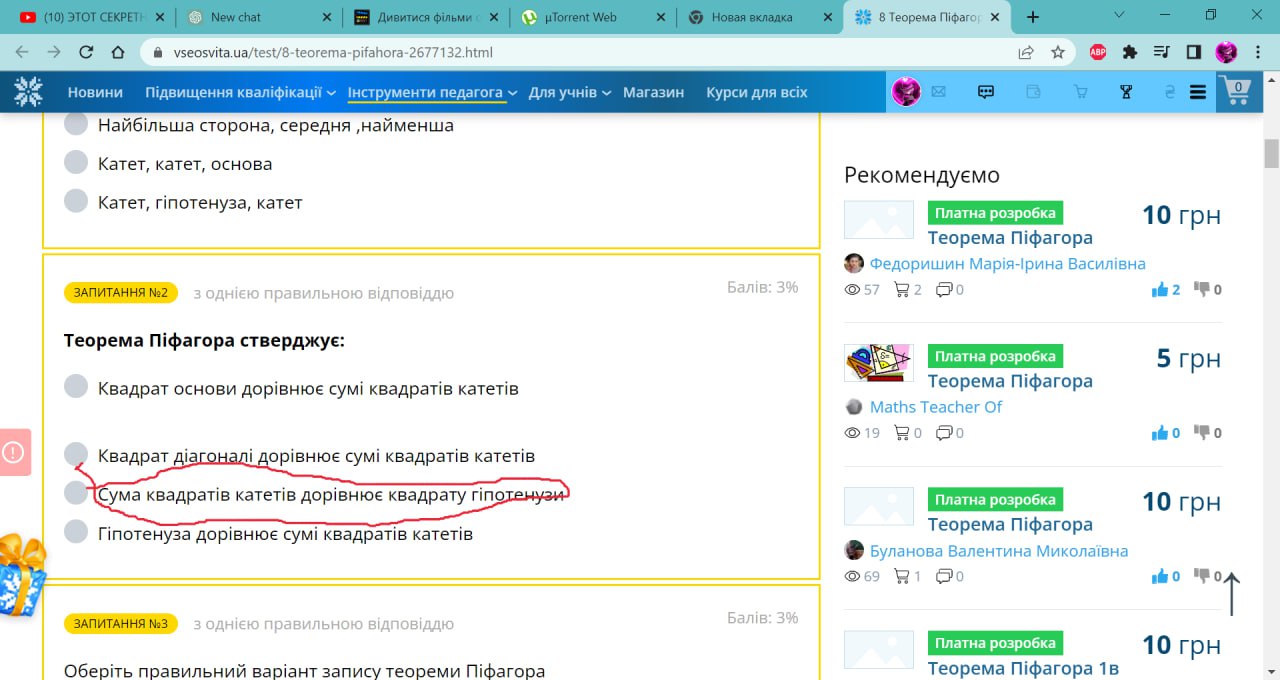 (10) ЭТОТ СЕКРЕТН
New chat
Дивитися фільми о
µTorrent Web
Новая вкладка
8 Теорема Піфагор
vseosvita.ua/test/8-teorema-pifahora-2677132.html
ABP
Новини
Підвищення кваліфікації
Інструменти педагога
Для учнів
Магазин
Курси для всіх
0
Найбільша сторона, середня ,найменша
Катет, катет, основа
Катет, гіпотенуза, катет
ЗАПИТАННЯ №2
з однією правильною відповіддю
Балів: 3%
Теорема Піфагора стверджує:
Квадрат основи дорівнює сумі квадратів катетів
Квадрат діагоналі дорівнює сумі квадратів катетів
Сума квадратів катетів дорівнює квадрату гіпотенузи
Гіпотенуза дорівнює сумі квадратів катетів
ЗАПИТАННЯ №3
з однією правильною відповіддю
Балів: 3%
Оберіть правильний варіант запису теореми Піфагора
Рекомендуємо
Платна розробка
10 грн
Теорема Піфагора
Федоришин Марія-Ірина Василівна
57 2 0 2 0
Платна розробка
5 грн
Теорема Піфагора
Maths Teacher Of
19 0 0 0 0
Платна розробка
10 грн
Теорема Піфагора
Буланова Валентина Миколаївна
69 1 0 0 0
Платна розробка
10 грн
Теорема Піфагора 1в